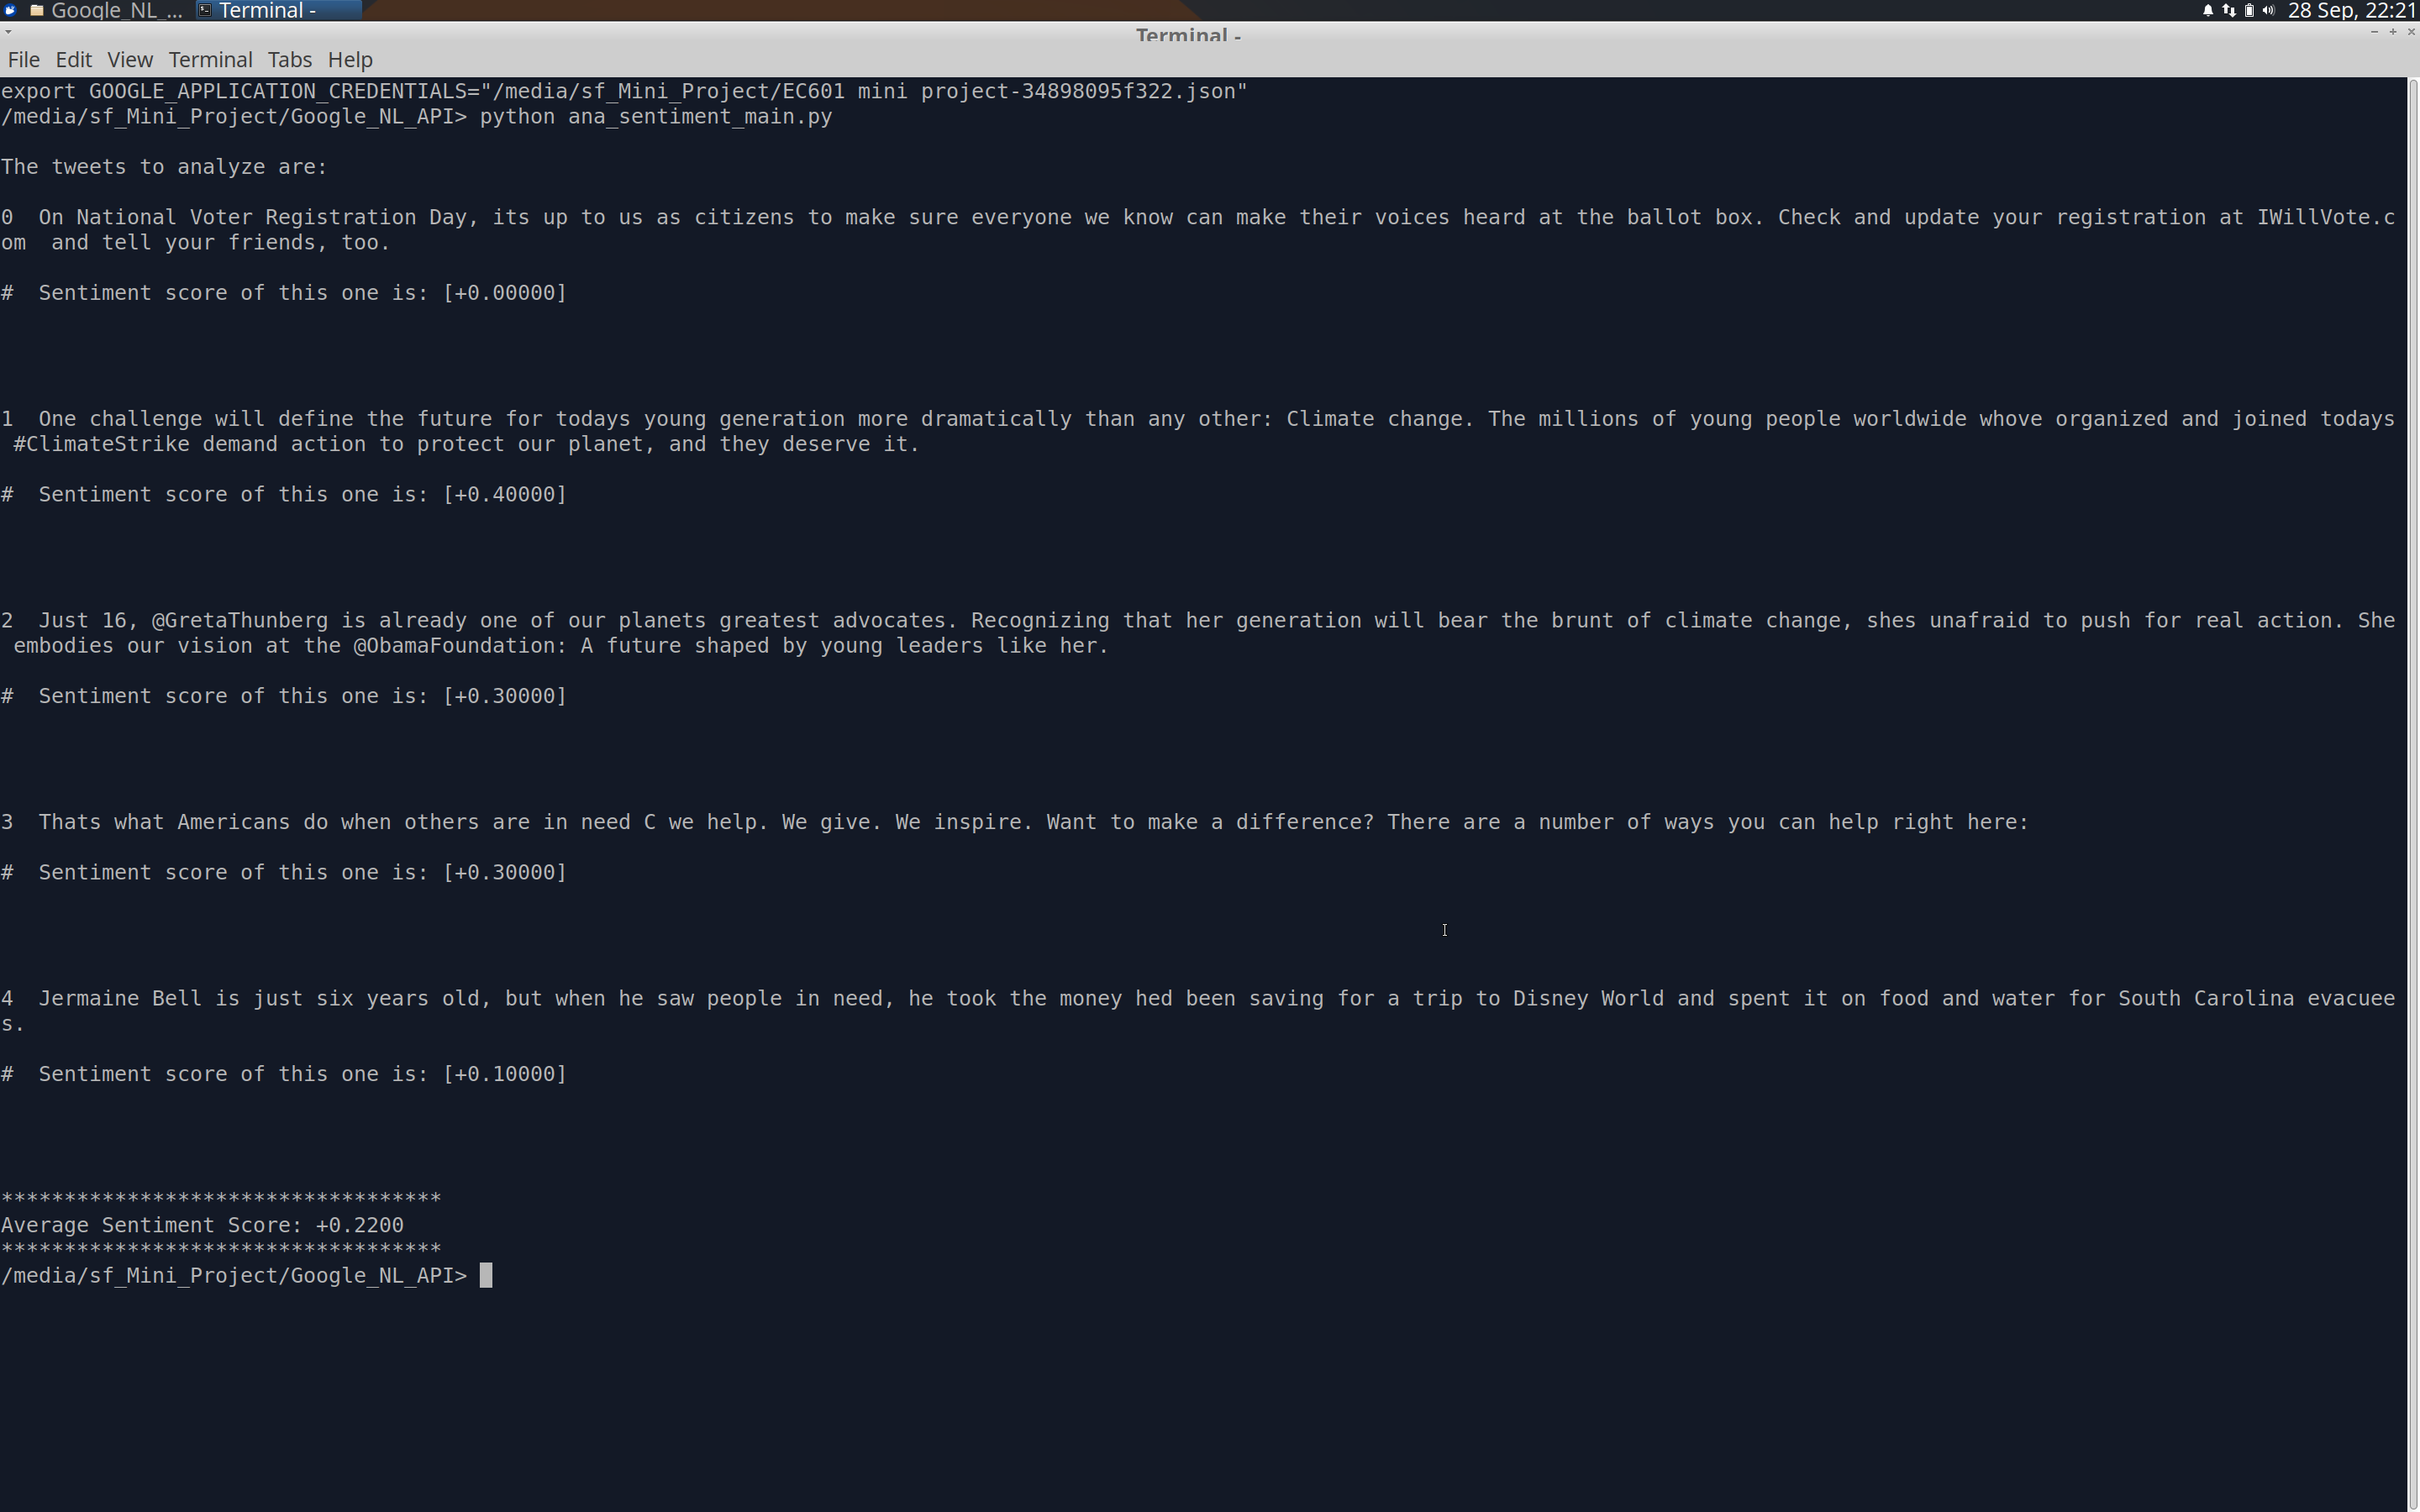 Google_NL_... Terminal - 28 Sep, 22:21
Terminal -
File Edit View Terminal Tabs Help
export GOOGLE_APPLICATION_CREDENTIALS="/media/sf_Mini_Project/EC601 mini project-34898095f322.json"
/media/sf_Mini_Project/Google_NL_API> python ana_sentiment_main.py
The tweets to analyze are:
0  On National Voter Registration Day, its up to us as citizens to make sure everyone we know can make their voices heard at the ballot box. Check and update your registration at IWillVote.c
om  and tell your friends, too.
#  Sentiment score of this one is: [+0.00000]
1  One challenge will define the future for todays young generation more dramatically than any other: Climate change. The millions of young people worldwide whove organized and joined todays
 #ClimateStrike demand action to protect our planet, and they deserve it.
#  Sentiment score of this one is: [+0.40000]
2  Just 16, @GretaThunberg is already one of our planets greatest advocates. Recognizing that her generation will bear the brunt of climate change, shes unafraid to push for real action. She
 embodies our vision at the @ObamaFoundation: A future shaped by young leaders like her.
#  Sentiment score of this one is: [+0.30000]
3  Thats what Americans do when others are in need C we help. We give. We inspire. Want to make a difference? There are a number of ways you can help right here:
#  Sentiment score of this one is: [+0.30000]
4  Jermaine Bell is just six years old, but when he saw people in need, he took the money hed been saving for a trip to Disney World and spent it on food and water for South Carolina evacuee
s.
#  Sentiment score of this one is: [+0.10000]
***********************************
Average Sentiment Score: +0.2200
***********************************
/media/sf_Mini_Project/Google_NL_API>